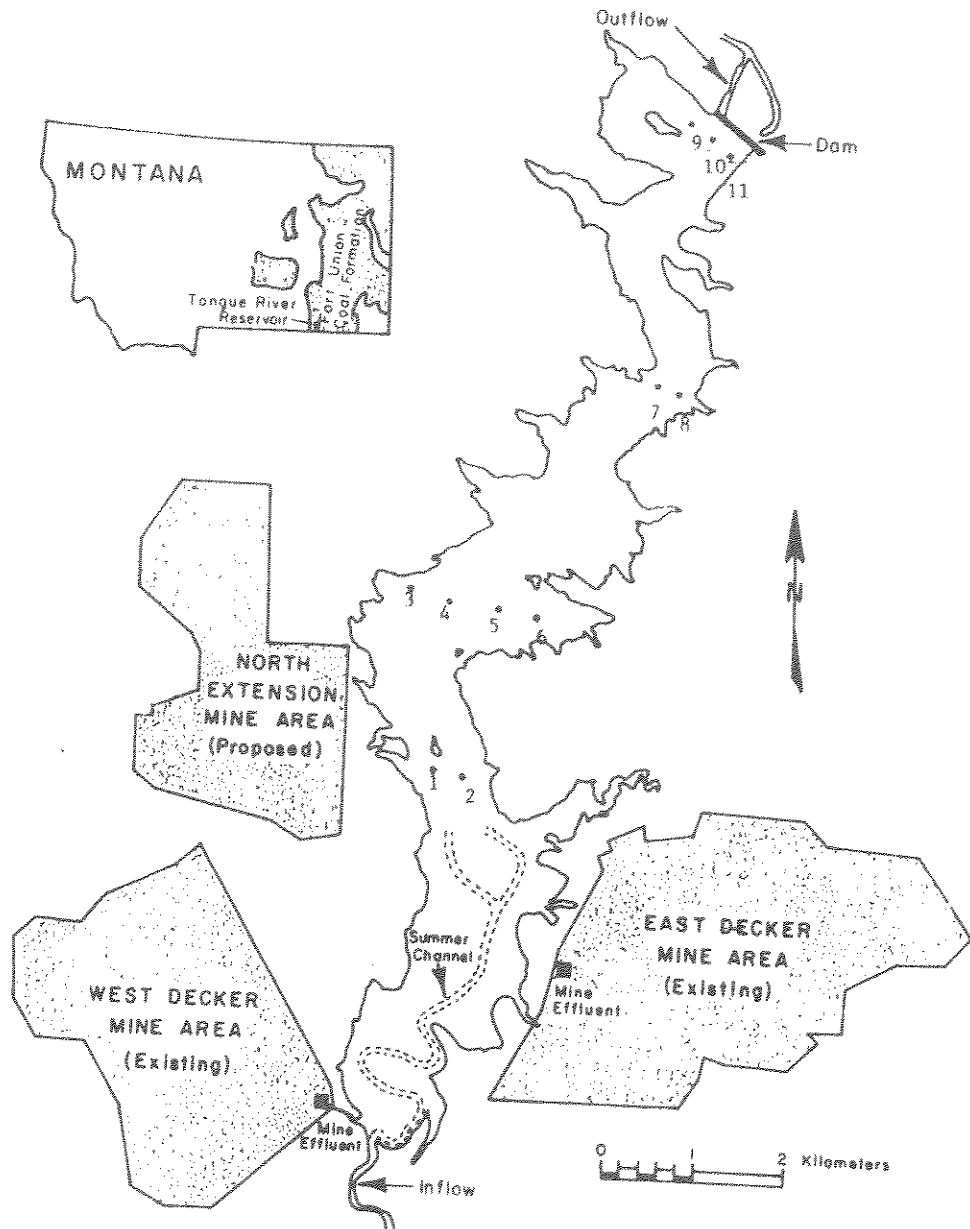 Outflow
Dam
9
10
11
MONTANA
Fort Union
Coal Formation
Tongue River
Reservoir
7
8
3
4
5
6
N
NORTH
EXTENSION
MINE AREA
(Proposed)
1
2
Summer
Channel
EAST DECKER
MINE AREA
(Existing)
Mine
Effluent
WEST DECKER
MINE AREA
(Existing)
Mine
Effluent
Inflow
0
1
2
Kilometers